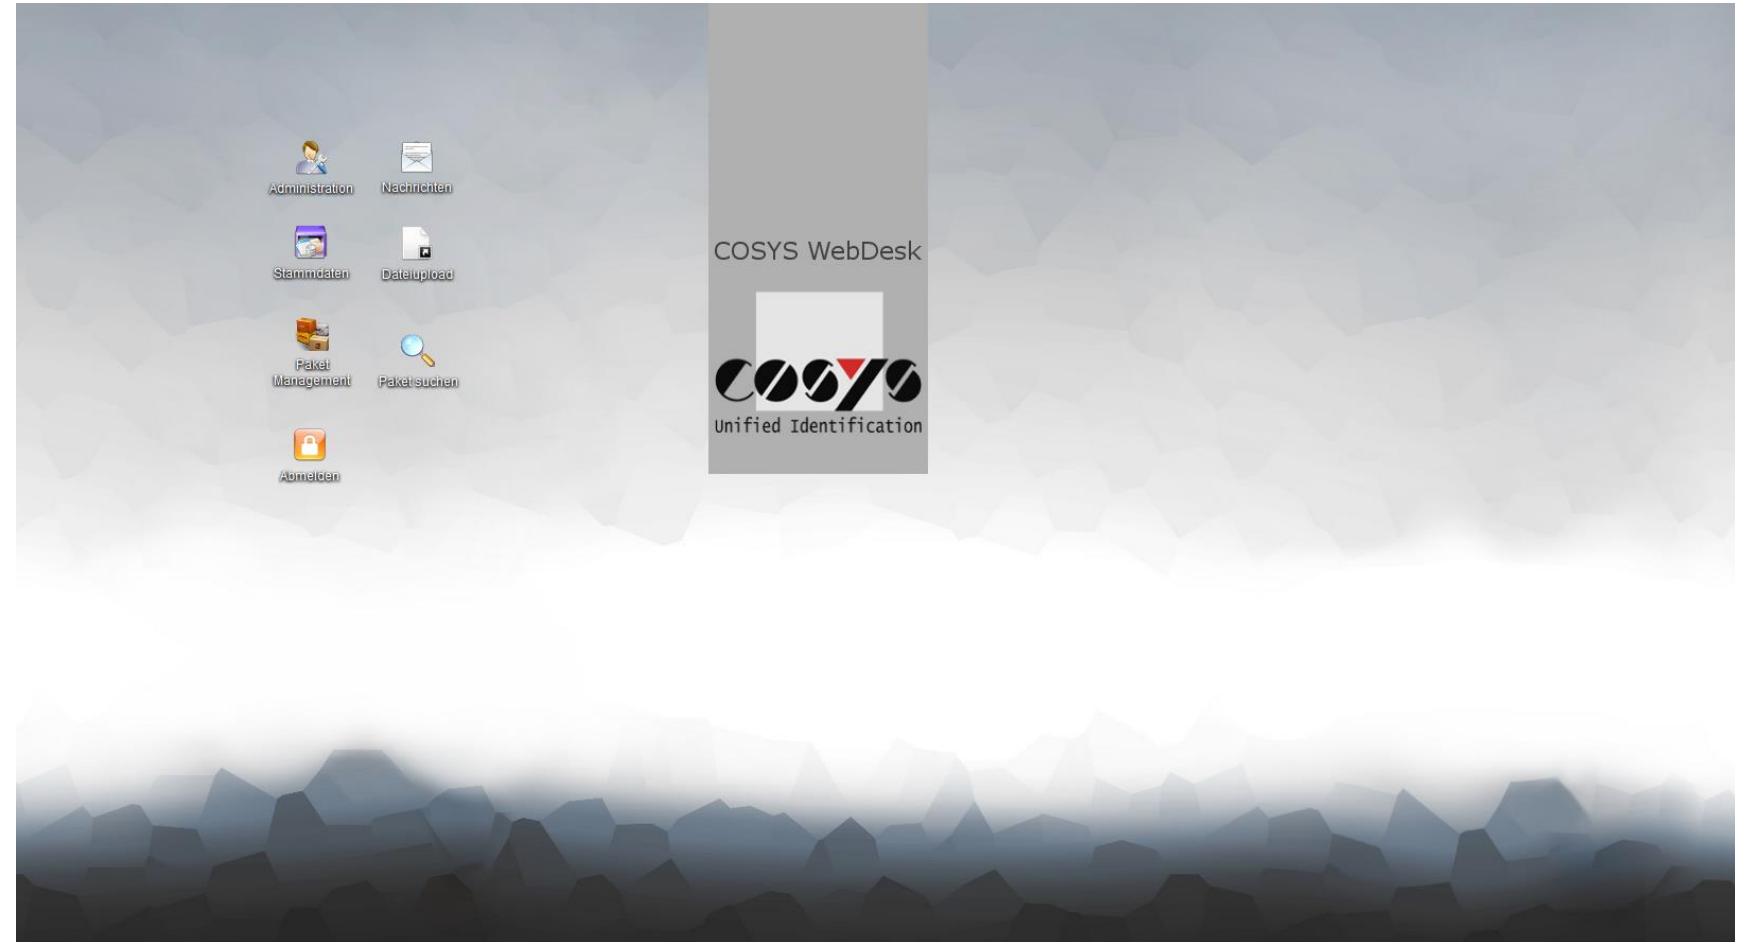 Administration
Nachrichten
COSYS WebDesk
Stammdaten
Dateiupload
Paket
Management
Paket suchen
COSYS
Unified Identification
Abmelden